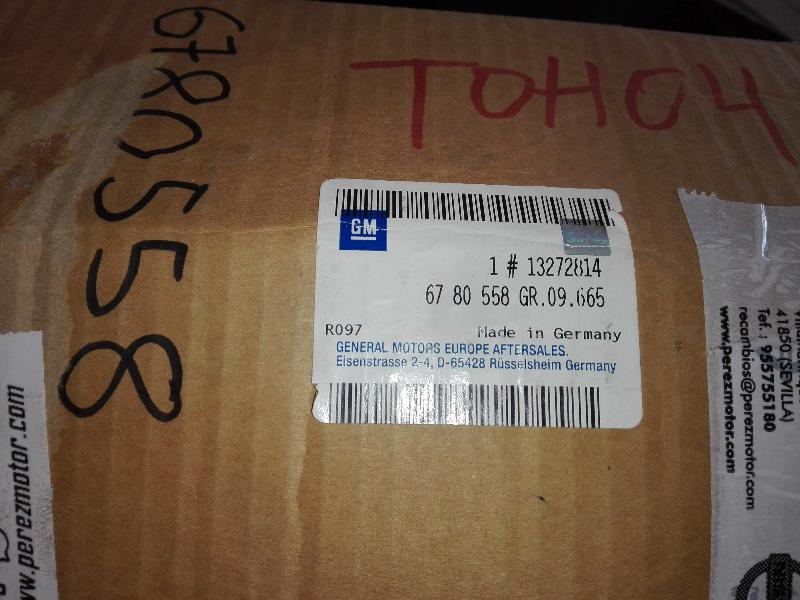 6780558
TOHO4
GM
1 # 13272814
67 80 558 GR.09.665
R097 Made in Germany
GENERAL MOTORS EUROPE AFTERSALES.
Eisenstrasse 2-4, D-65428 Rüsselsheim Germany
41850 (SEVILLA)
Tef.: 955755180
recambios@perezmotor.com
www.perezmotor.com
www.perezmotor.com